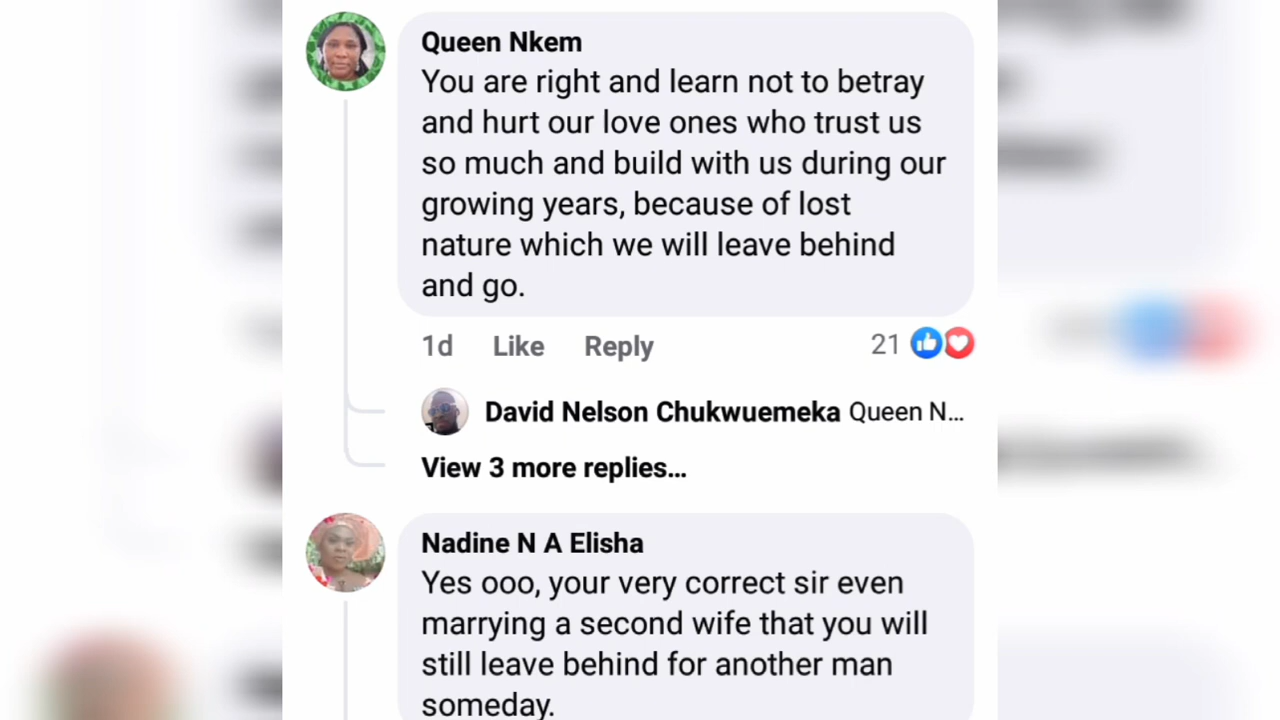 Queen Nkem
You are right and learn not to betray
and hurt our love ones who trust us
so much and build with us during our
growing years, because of lost
nature which we will leave behind
and go.
1d Like Reply 21
David Nelson Chukwuemeka Queen N...
View 3 more replies...
Nadine N A Elisha
Yes ooo, your very correct sir even
marrying a second wife that you will
still leave behind for another man
someday.